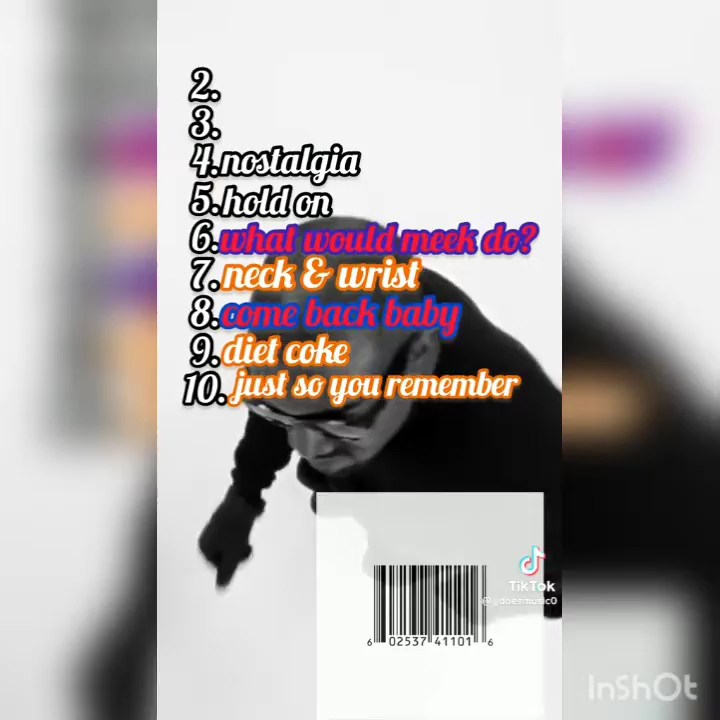 2.
3.
4.nostalgia
5.hold on
6.what would meek do?
7.neck & wrist
8.come back baby
9.diet coke
10.just so you remember
TikTok
@jdoesmusic0
6 02537 41101 6
InShOt